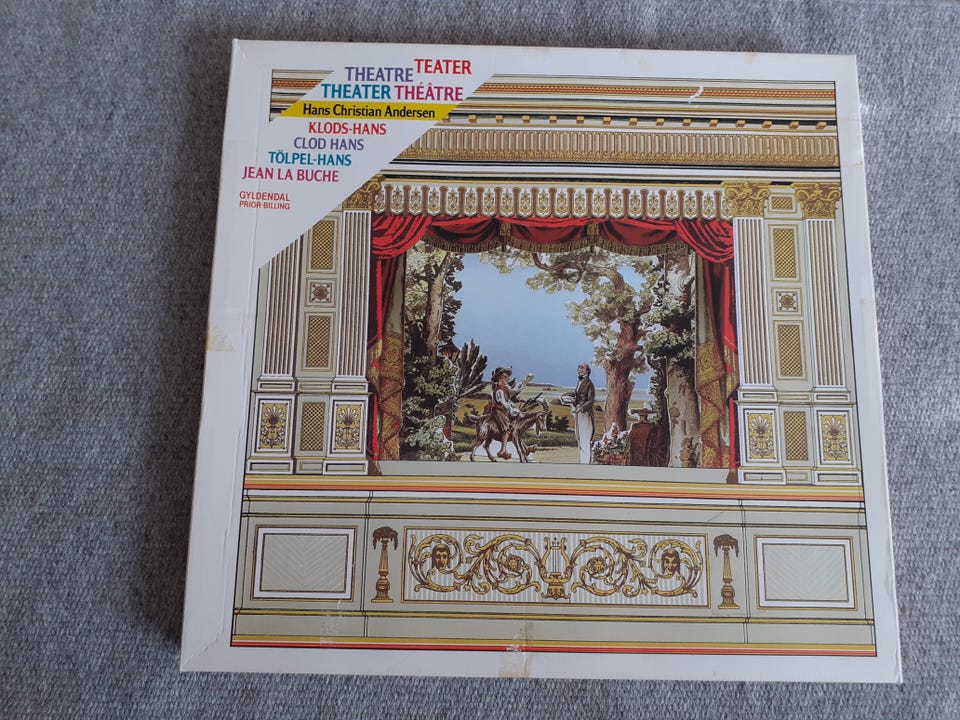 TEATER
THEATRE
THEATER THÉÂTRE
Hans Christian Andersen
KLODS-HANS
CLOD HANS
TÖLPEL-HANS
JEAN LA BUCHE
GYLDENDAL
PRIOR-BILLING